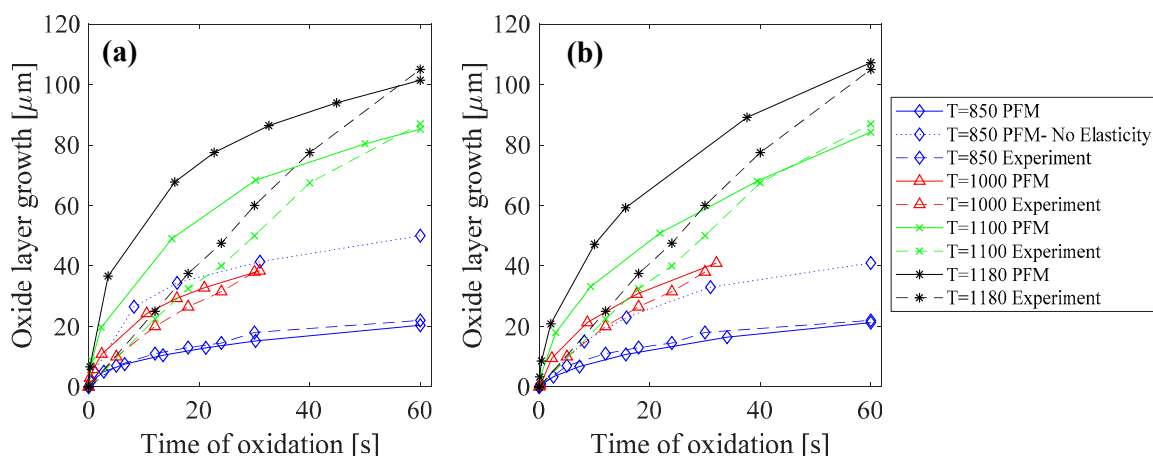 (a)
120
100
80
60
40
20
0
0 20 40 60
Oxide layer growth [μm]
Time of oxidation [s]
(b)
120
100
80
60
40
20
0
0 20 40 60
Oxide layer growth [μm]
Time of oxidation [s]
T=850 PFM
T=850 PFM- No Elasticity
T=850 Experiment
T=1000 PFM
T=1000 Experiment
T=1100 PFM
T=1100 Experiment
T=1180 PFM
T=1180 Experiment